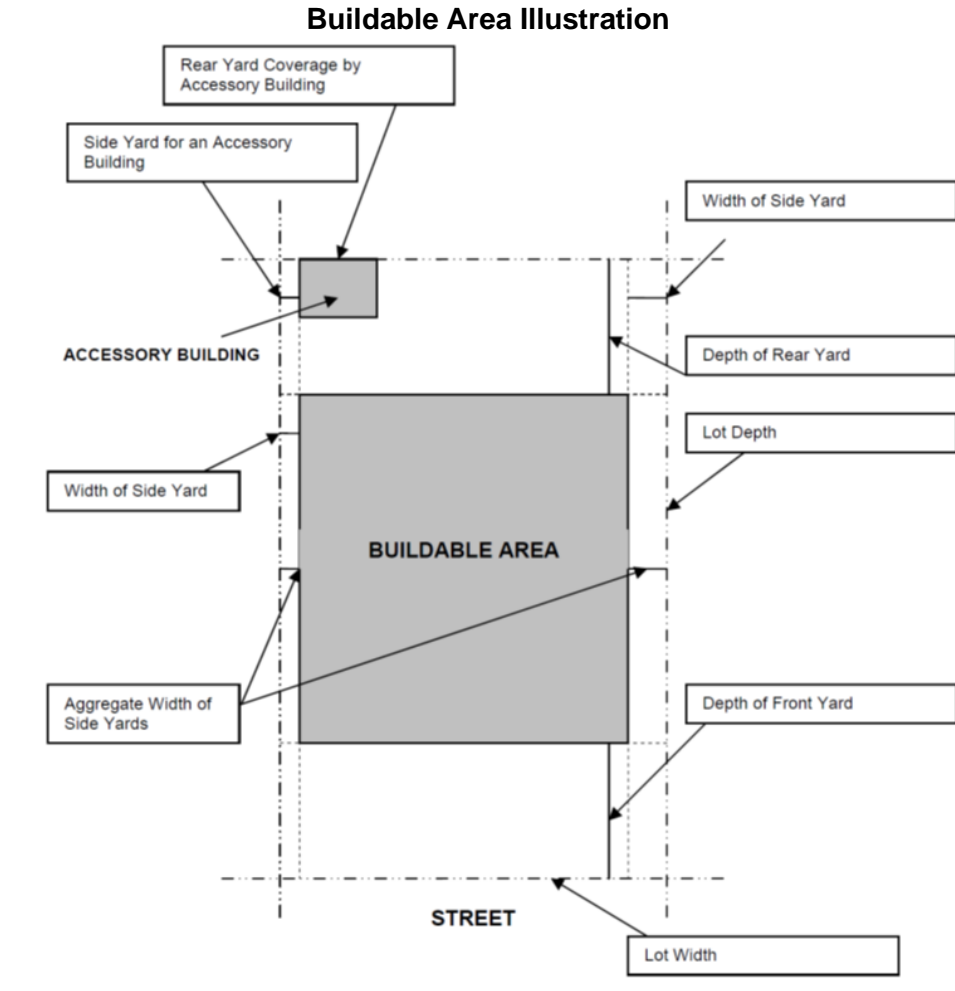 Buildable Area Illustration
Rear Yard Coverage by
Accessory Building
Side Yard for an Accessory
Building
Width of Side Yard
ACCESSORY BUILDING
Depth of Rear Yard
Lot Depth
Width of Side Yard
BUILDABLE AREA
Aggregate Width of
Side Yards
Depth of Front Yard
STREET
Lot Width